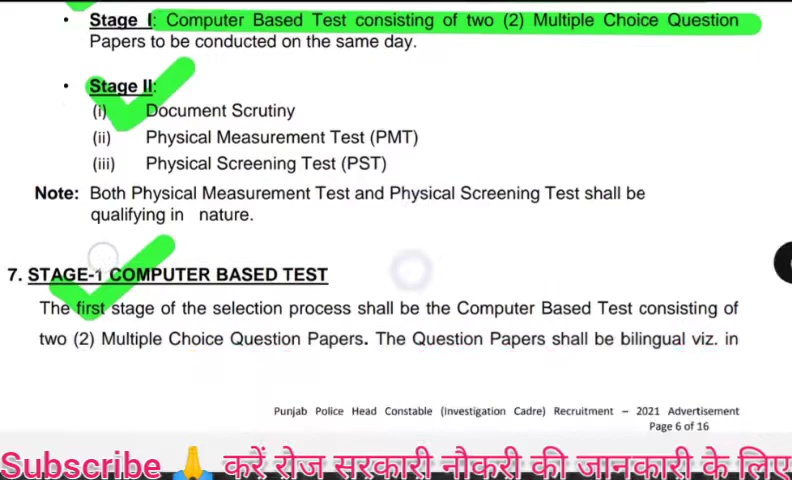 • Stage I: Computer Based Test consisting of two (2) Multiple Choice Question
Papers to be conducted on the same day.
• Stage II:
(i) Document Scrutiny
(ii) Physical Measurement Test (PMT)
(iii) Physical Screening Test (PST)
Note: Both Physical Measurement Test and Physical Screening Test shall be
qualifying in nature.
7. STAGE-1 COMPUTER BASED TEST
The first stage of the selection process shall be the Computer Based Test consisting of
two (2) Multiple Choice Question Papers. The Question Papers shall be bilingual viz. in
Punjab Police Head Constable (Investigation Cadre) Recruitment – 2021 Advertisement
Page 6 of 16
Subscribe 🙏 करें रोज सरकारी नौकरी की जानकारी के लिए